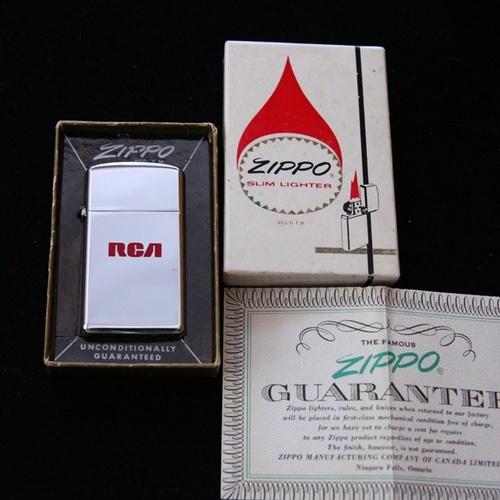 ZIPPO
RCA
UNCONDITIONALLY
GUARANTEED
ZIPPO
SLIM LIGHTER
REG'D T.M.
THE FAMOUS
ZIPPO®
GUARANTEE
Zippo lighters, rules, and knives when returned to our factory
will be placed in first-class mechanical condition free of charge,
for we have yet to charge a cent for repairs
to any Zippo product regardless of age or condition.
The finish, however, is not guaranteed.
ZIPPO MANUFACTURING COMPANY OF CANADA LIMITED
Niagara Falls, Ontario